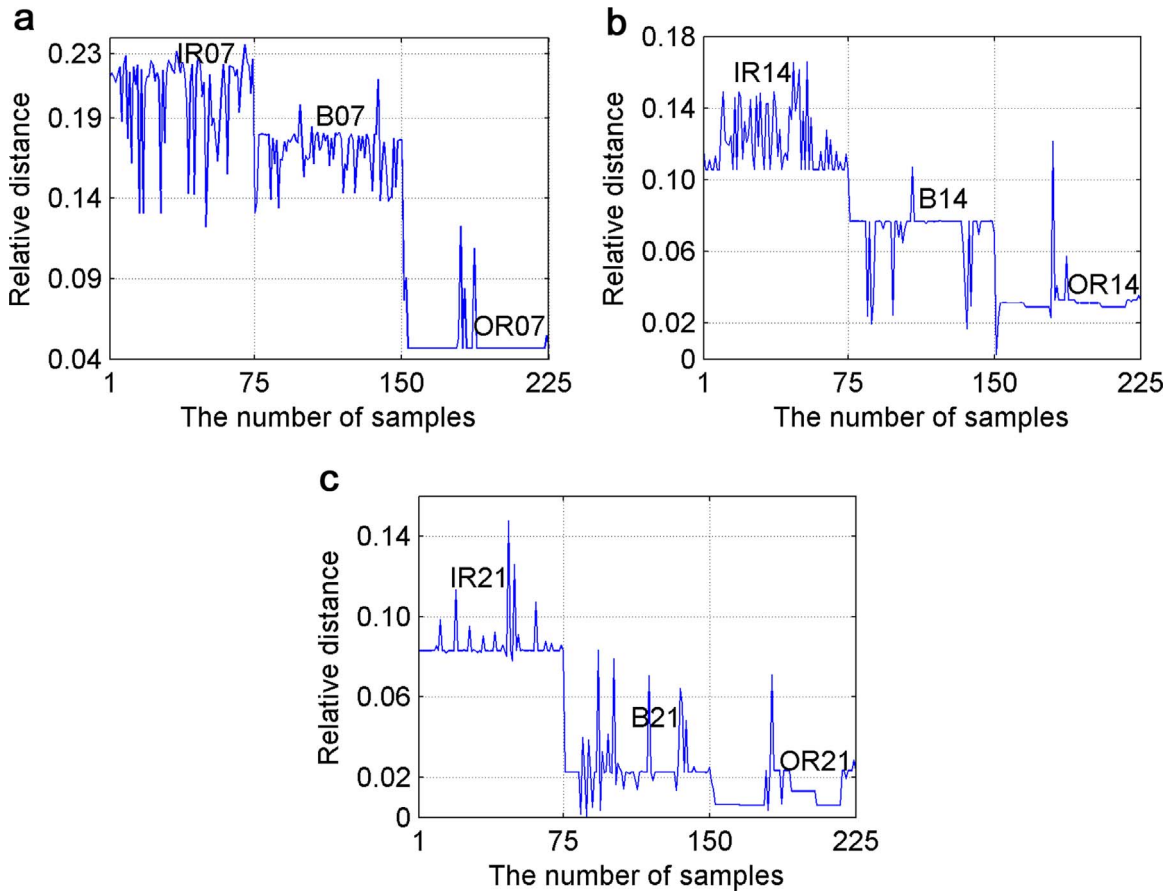 a
0.23
0.19
0.14
0.09
0.04
Relative distance
IR07
B07
OR07
1
75
150
225
The number of samples
b
0.18
0.14
0.10
0.06
0.02
0
Relative distance
IR14
B14
OR14
1
75
150
225
The number of samples
c
0.14
0.10
0.06
0.02
0
Relative distance
IR21
B21
OR21
1
75
150
225
The number of samples